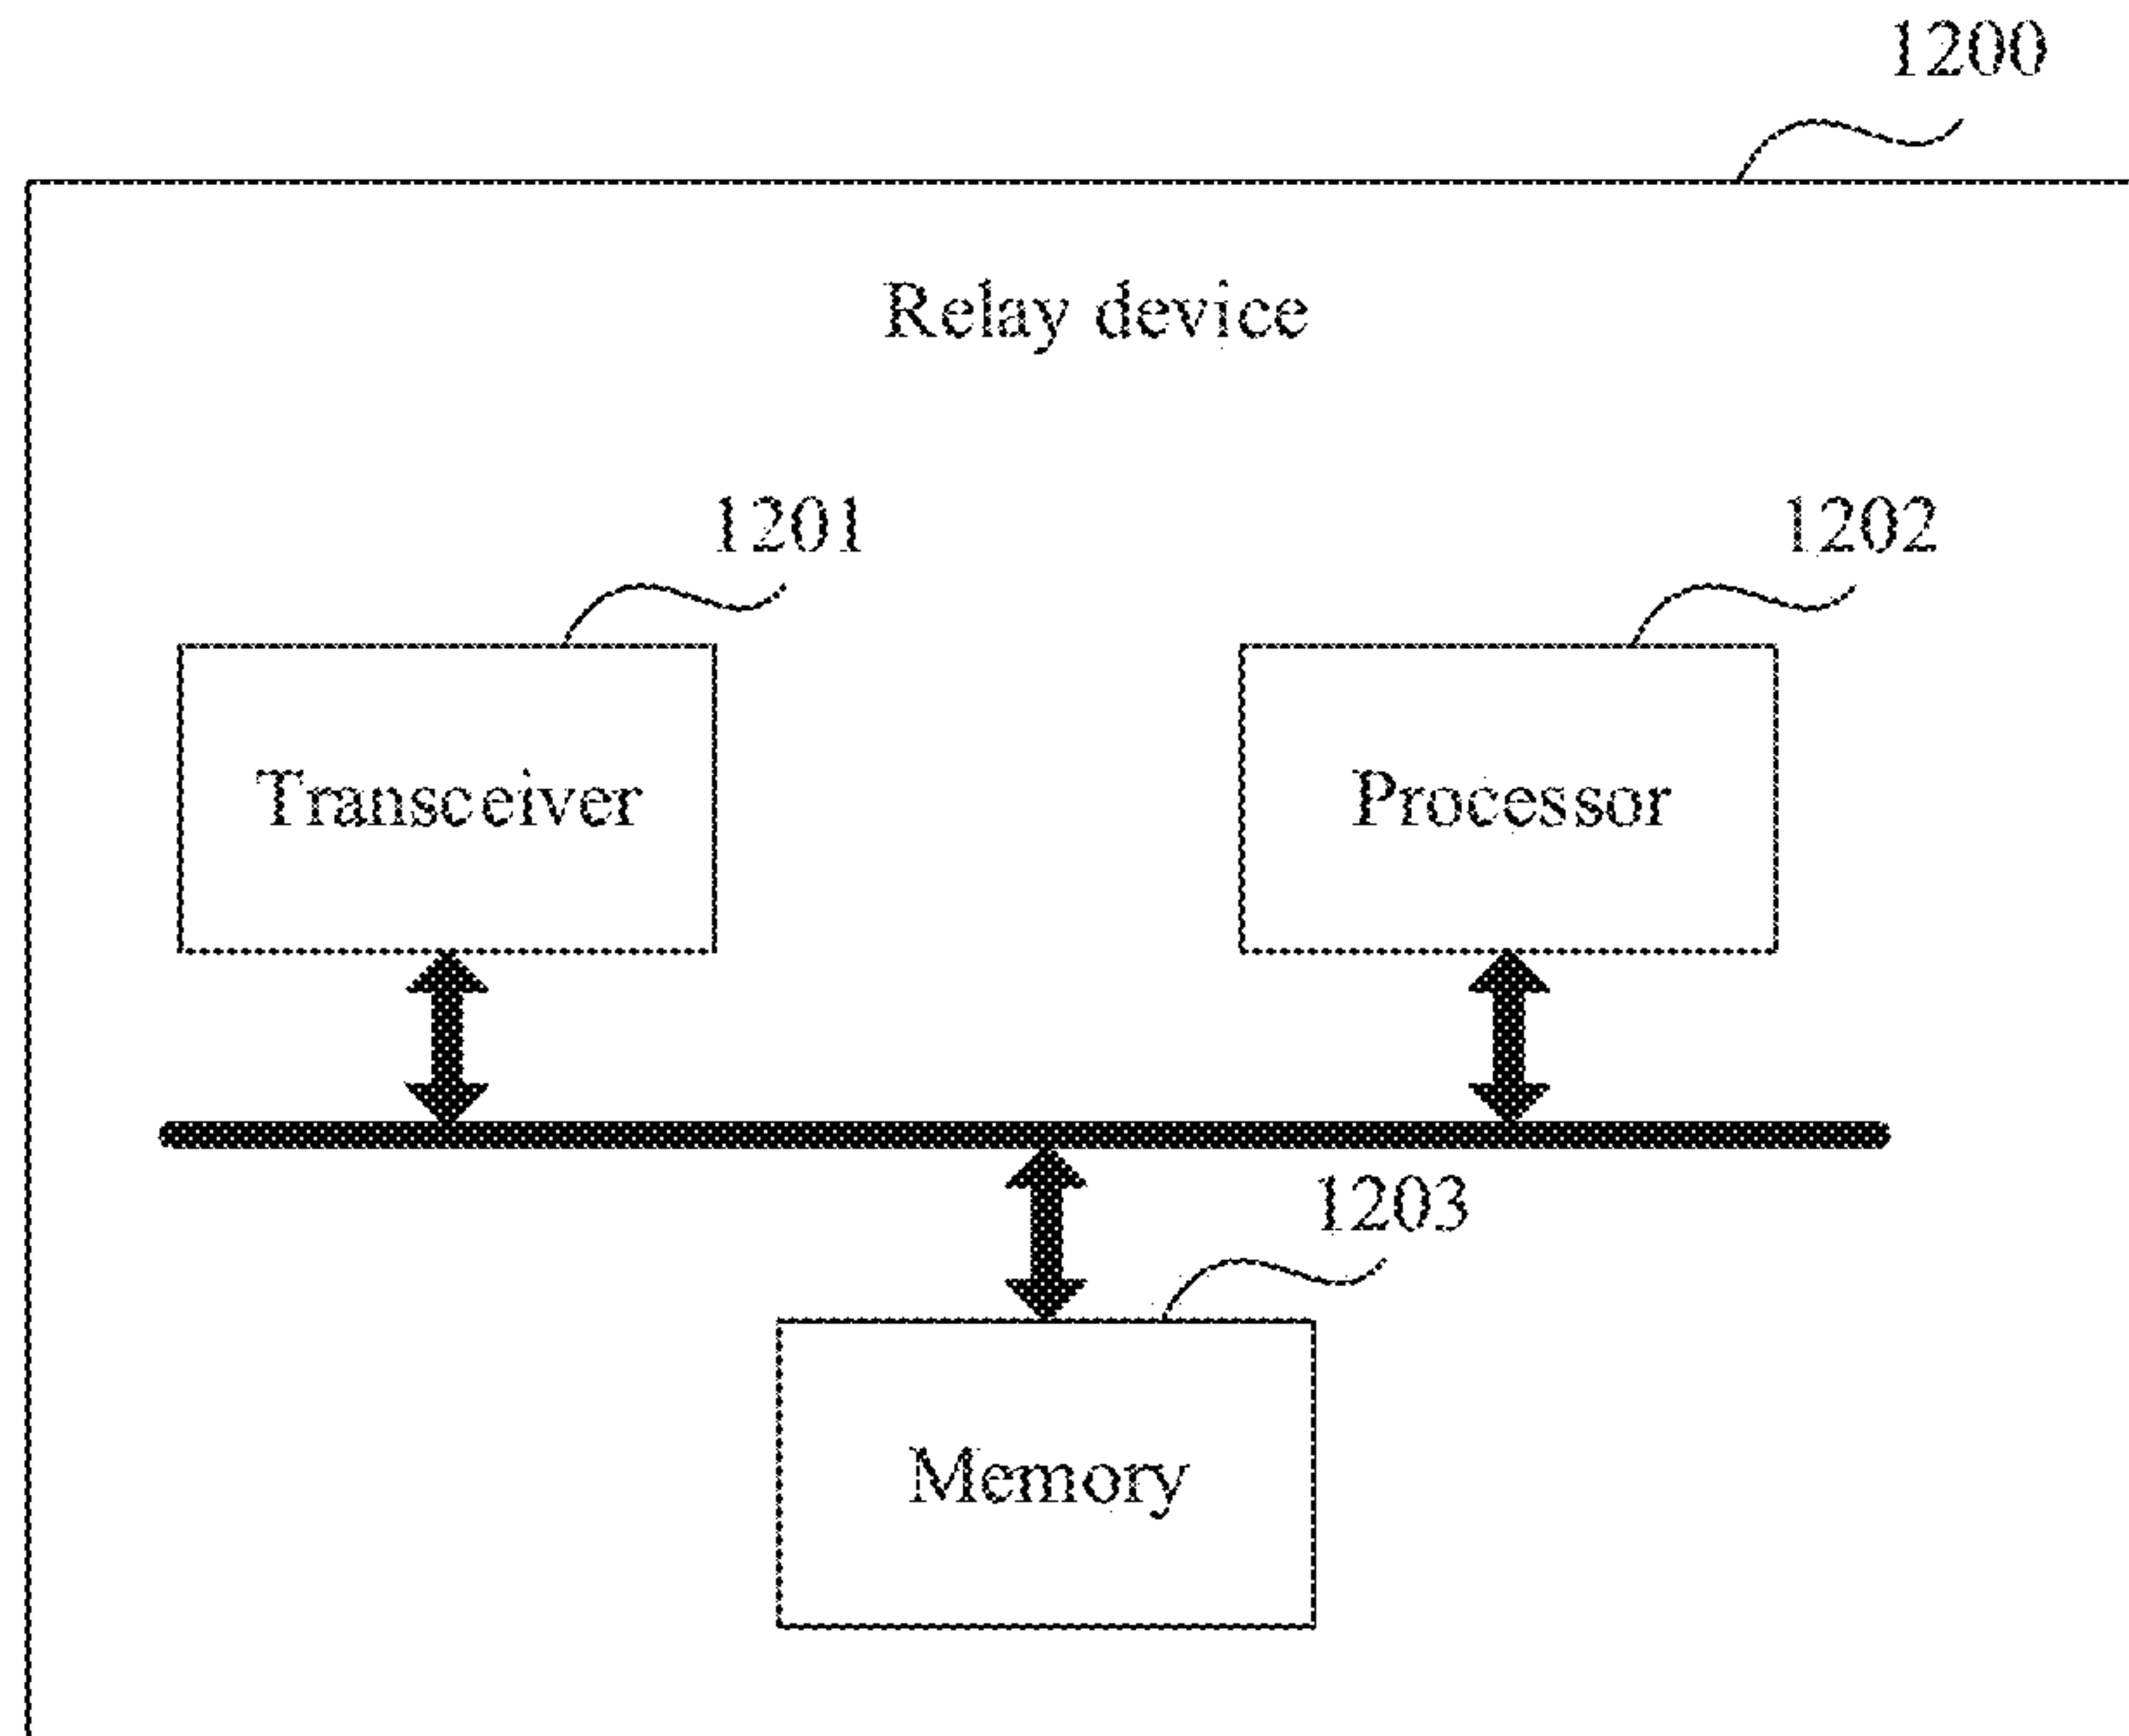 1200
Relay device
1201
1202
Transceiver
Processor
1203
Memory